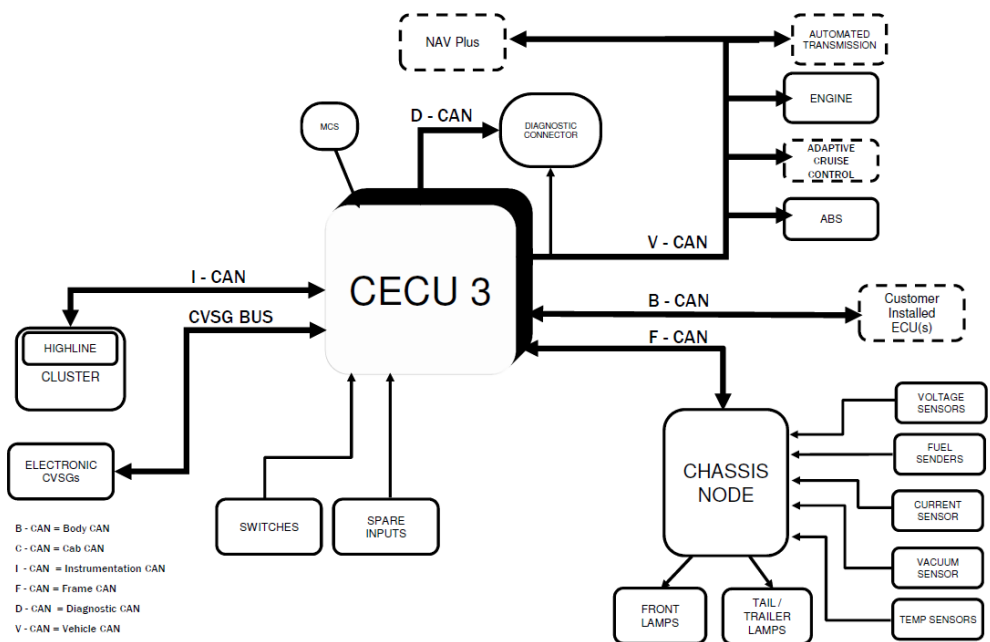 NAV Plus
AUTOMATED
TRANSMISSION
ENGINE
ADAPTIVE
CRUISE
CONTROL
ABS
D - CAN
MCS
DIAGNOSTIC
CONNECTOR
V - CAN
CECU 3
I - CAN
CVSG BUS
HIGHLINE
CLUSTER
B - CAN
Customer
Installed
ECU(s)
F - CAN
ELECTRONIC
CVSGs
SWITCHES
SPARE
INPUTS
CHASSIS
NODE
VOLTAGE
SENSORS
FUEL
SENDERS
CURRENT
SENSOR
VACUUM
SENSOR
TEMP SENSORS
FRONT
LAMPS
TAIL /
TRAILER
LAMPS
B - CAN = Body CAN
C - CAN = Cab CAN
I - CAN = Instrumentation CAN
F - CAN = Frame CAN
D - CAN = Diagnostic CAN
V - CAN = Vehicle CAN